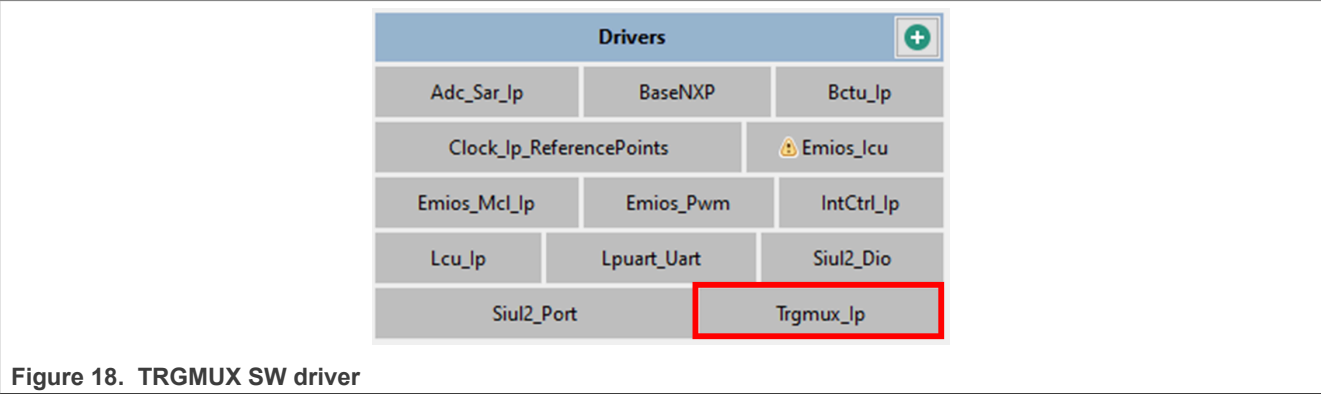 Drivers
Adc_Sar_Ip BaseNXP Bctu_Ip
Clock_Ip_ReferencePoints Emios_Icu
Emios_Mcl_Ip Emios_Pwm IntCtrl_Ip
Lcu_Ip Lpuart_Uart Siul2_Dio
Siul2_Port Trgmux_Ip
Figure 18. TRGMUX SW driver